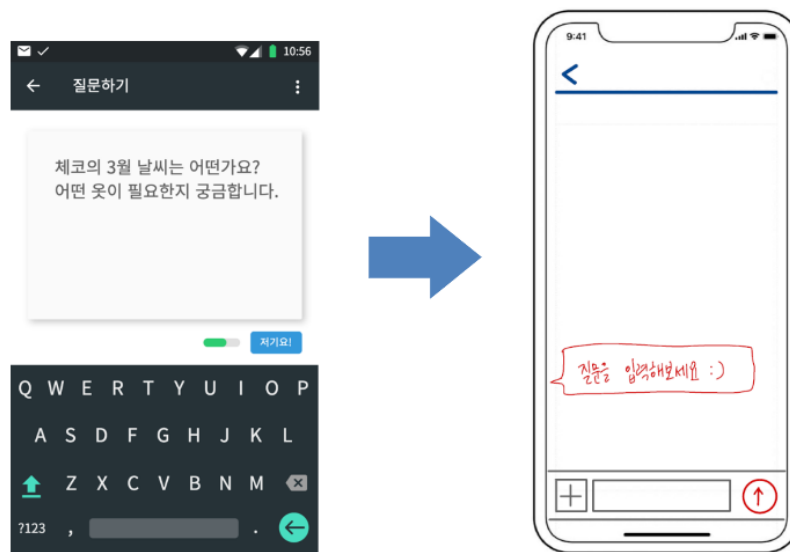 10:56
질문하기
체코의 3월 날씨는 어떤가요?
어떤 옷이 필요한지 궁금합니다.
저기요!
Q W E R T Y U I O P
A S D F G H J K L
Z X C V B N M
?123 , .
9:41
질문을 입력해보세요 :)